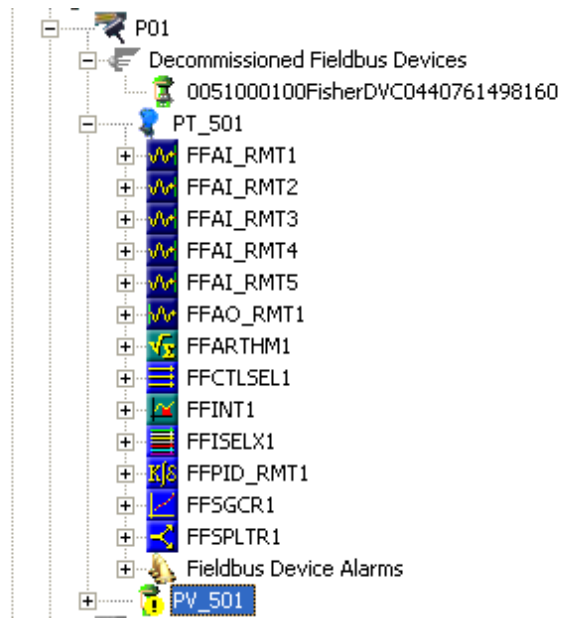 P01
Decommissioned Fieldbus Devices
0051000100FisherDVC0440761498160
PT_501
FFAI_RMT1
FFAI_RMT2
FFAI_RMT3
FFAI_RMT4
FFAI_RMT5
FFAO_RMT1
FFARTHM1
FFCTLSEL1
FFINT1
FFISELX1
FFPID_RMT1
FFSGCR1
FFSPLTR1
Fieldbus Device Alarms
PV_501